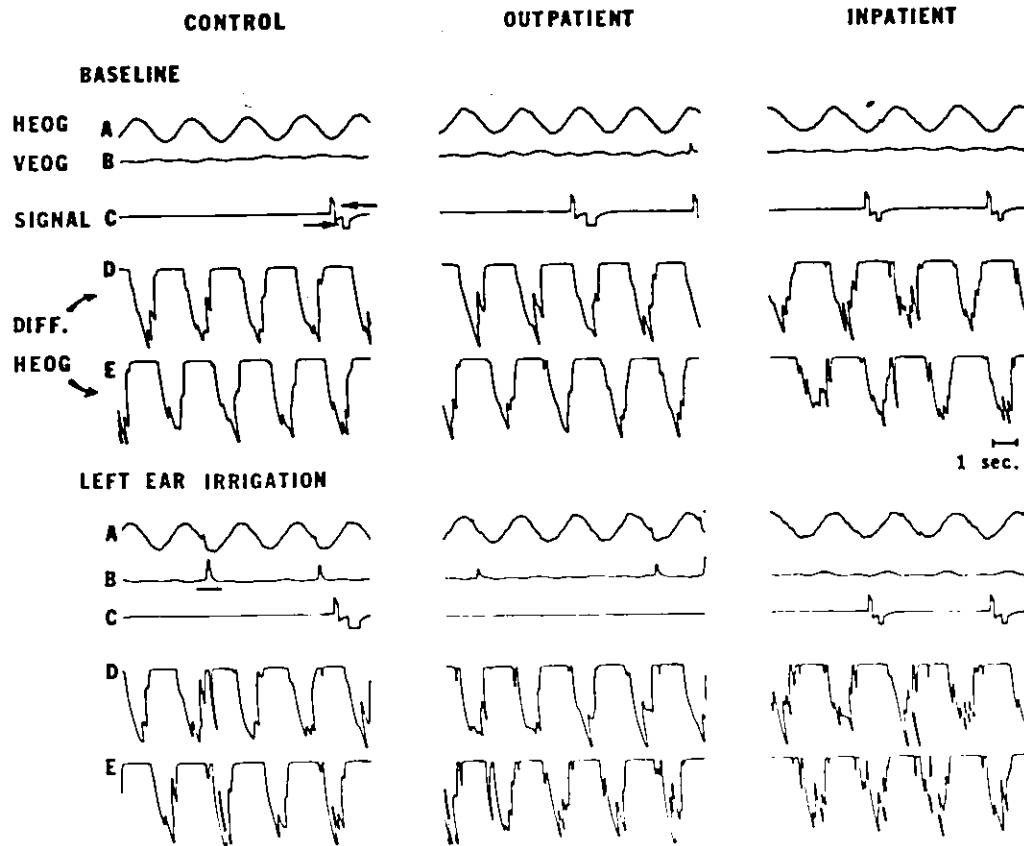 CONTROL OUTPATIENT INPATIENT
BASELINE
HEOG A
VEOG B
SIGNAL C
D
DIFF.
HEOG E
1 sec.
LEFT EAR IRRIGATION
A
B
C
D
E